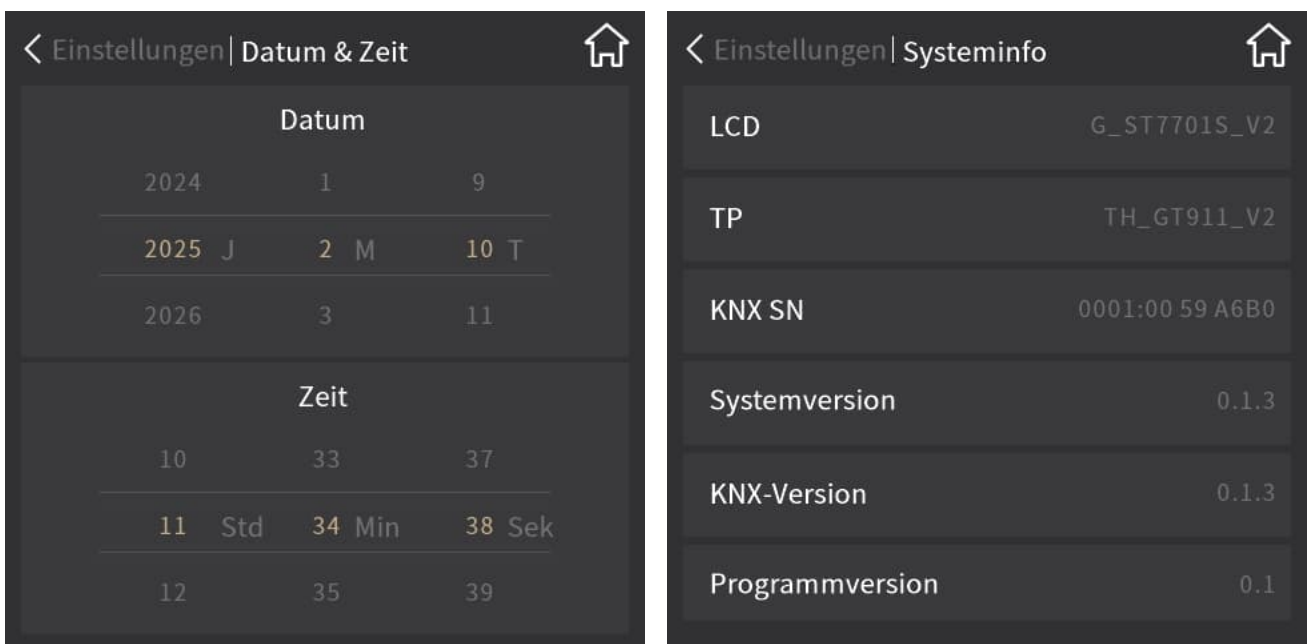 Einstellungen | Datum & Zeit
Datum
2024 1 9
2025 J 2 M 10 T
2026 3 11
Zeit
10 33 37
11 Std 34 Min 38 Sek
12 35 39
Einstellungen | Systeminfo
LCD G_ST7701S_V2
TP TH_GT911_V2
KNX SN 0001:00 59 A6B0
Systemversion 0.1.3
KNX-Version 0.1.3
Programmversion 0.1